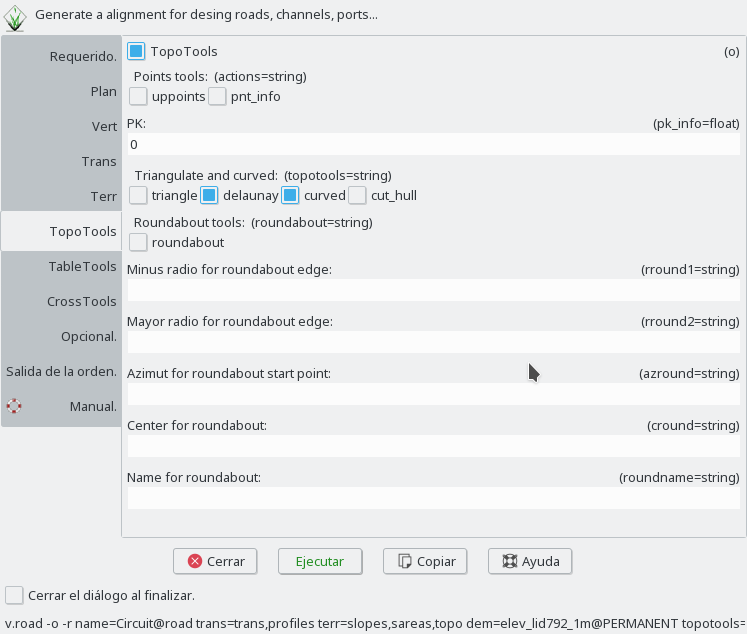 Generate a alignment for desing roads, channels, ports...
Requerido.
Plan
Vert
Trans
Terr
TopoTools
TableTools
CrossTools
Opcional.
Salida de la orden.
Manual.
TopoTools (o)
Points tools: (actions=string)
uppoints pnt_info
PK: (pk_info=float)
0
Triangulate and curved: (topotools=string)
triangle delaunay curved cut_hull
Roundabout tools: (roundabout=string)
roundabout
Minus radio for roundabout edge: (rround1=string)
Mayor radio for roundabout edge: (rround2=string)
Azimut for roundabout start point: (azround=string)
Center for roundabout: (cround=string)
Name for roundabout: (roundname=string)
Cerrar Ejecutar Copiar Ayuda
Cerrar el diálogo al finalizar.
v.road -o -r name=Circuit@road trans=trans,profiles terr=slopes,sareas,topo dem=elev_lid792_1m@PERMANENT topotools=